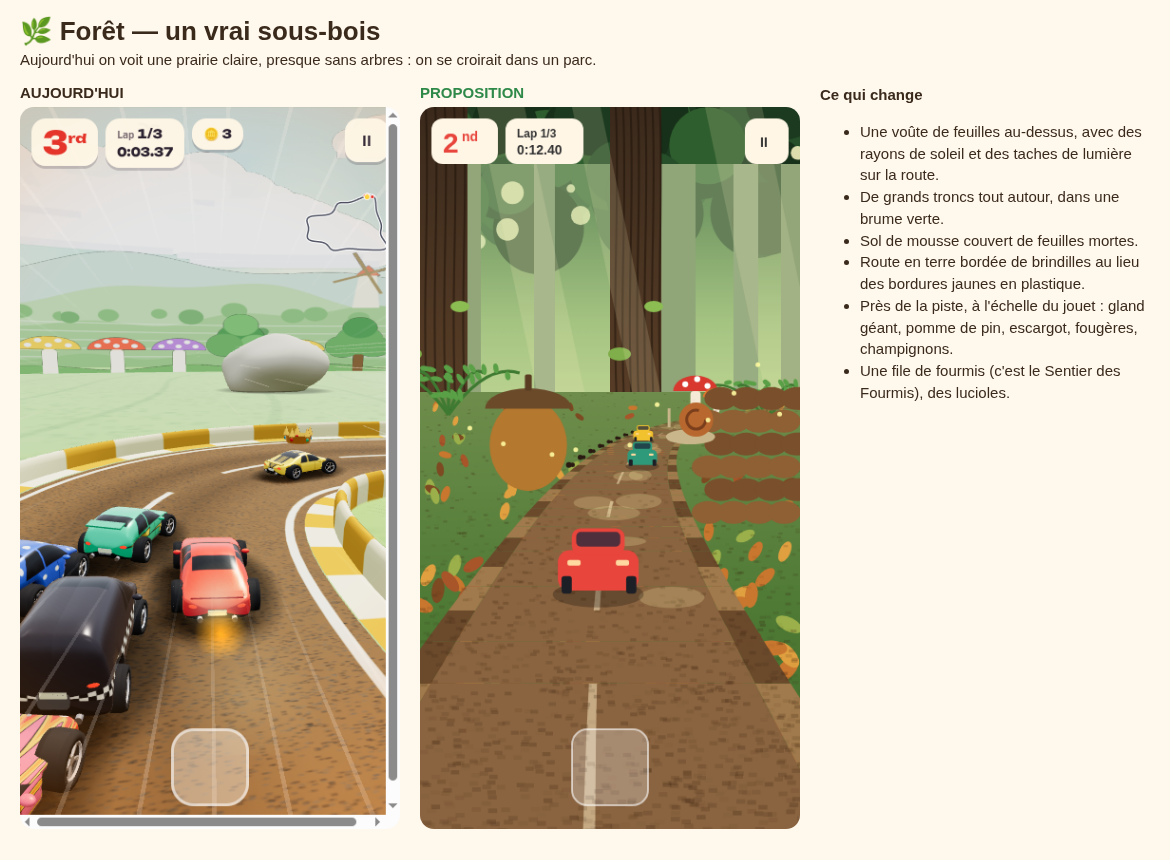 🌿 Forêt — un vrai sous-bois
Aujourd'hui on voit une prairie claire, presque sans arbres : on se croirait dans un parc.
AUJOURD'HUI
3rd
Lap 1/3
0:03.37
3
PROPOSITION
2nd
Lap 1/3
0:12.40
Ce qui change
Une voûte de feuilles au-dessus, avec des
rayons de soleil et des taches de lumière
sur la route.
De grands troncs tout autour, dans une
brume verte.
Sol de mousse couvert de feuilles mortes.
Route en terre bordée de brindilles au lieu
des bordures jaunes en plastique.
Près de la piste, à l'échelle du jouet : gland
géant, pomme de pin, escargot, fougères,
champignons.
Une file de fourmis (c'est le Sentier des
Fourmis), des lucioles.